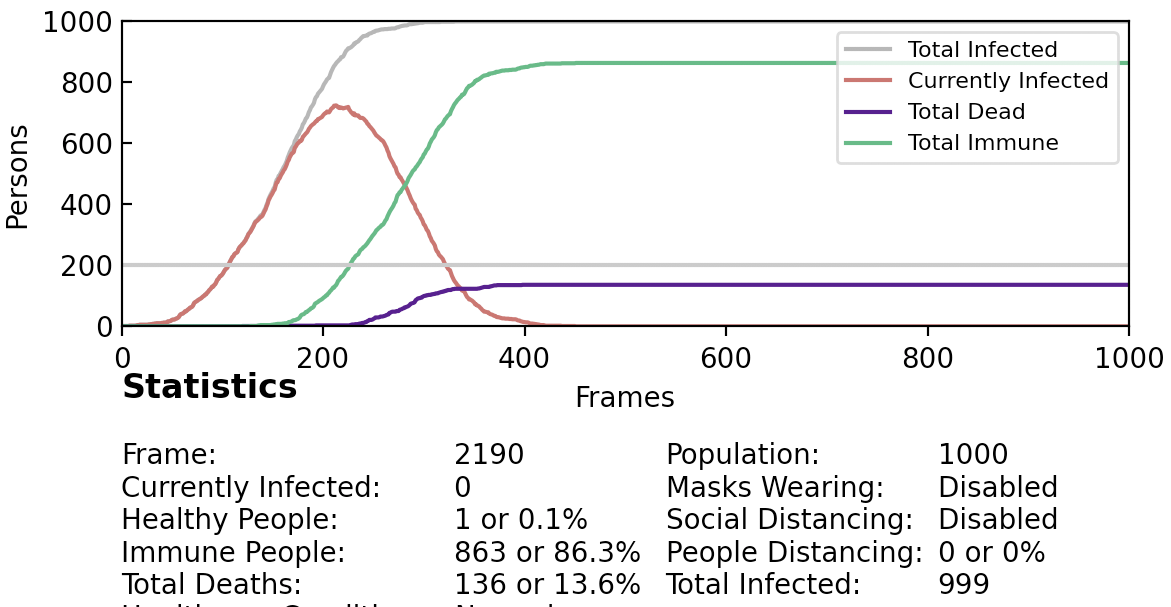 1000
800
600
400
200
0
Persons
Total Infected
Currently Infected
Total Dead
Total Immune
0 200 400 600 800 1000
Frames
Statistics
Frame: 2190 Population: 1000
Currently Infected: 0 Masks Wearing: Disabled
Healthy People: 1 or 0.1% Social Distancing: Disabled
Immune People: 863 or 86.3% People Distancing: 0 or 0%
Total Deaths: 136 or 13.6% Total Infected: 999